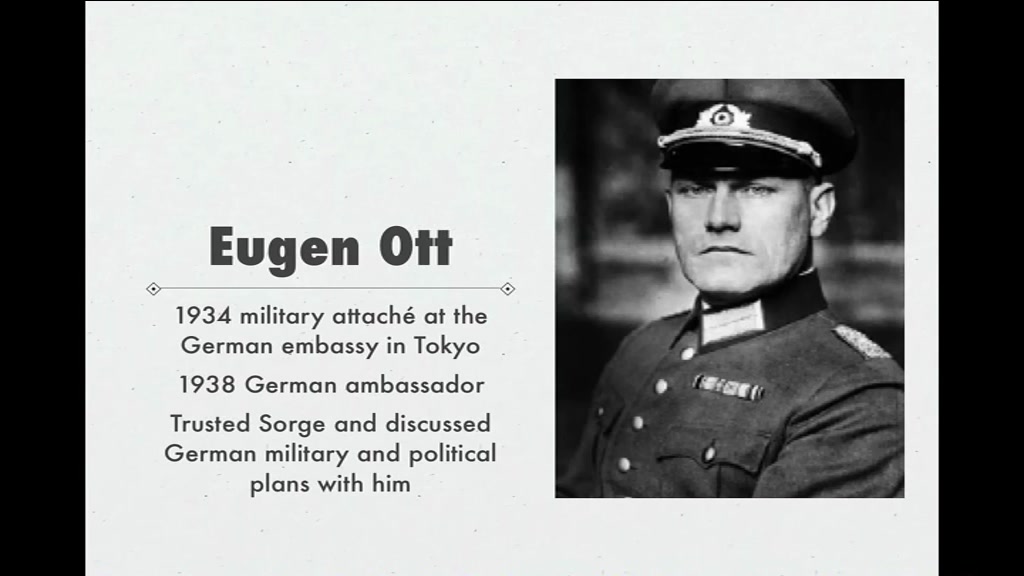 Eugen Ott
1934 military attaché at the
German embassy in Tokyo
1938 German ambassador
Trusted Sorge and discussed
German military and political
plans with him